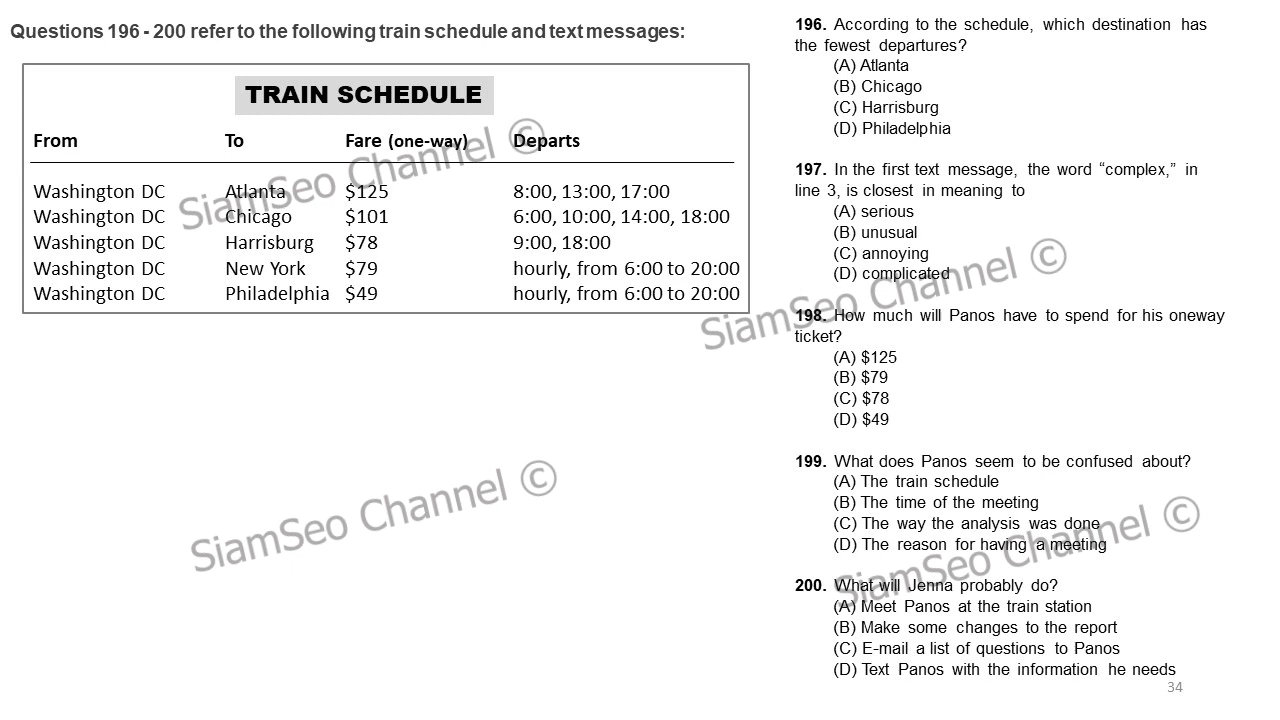 Questions 196 - 200 refer to the following train schedule and text messages:
TRAIN SCHEDULE
From To Fare (one-way) Departs
Washington DC Atlanta $125 8:00, 13:00, 17:00
Washington DC Chicago $101 6:00, 10:00, 14:00, 18:00
Washington DC Harrisburg $78 9:00, 18:00
Washington DC New York $79 hourly, from 6:00 to 20:00
Washington DC Philadelphia $49 hourly, from 6:00 to 20:00
SiamSeo Channel ©
SiamSeo Channel ©
196. According to the schedule, which destination has
the fewest departures?
(A) Atlanta
(B) Chicago
(C) Harrisburg
(D) Philadelphia
197. In the first text message, the word “complex,” in
line 3, is closest in meaning to
(A) serious
(B) unusual
(C) annoying
(D) complicated
198. How much will Panos have to spend for his oneway
ticket?
(A) $125
(B) $79
(C) $78
(D) $49
199. What does Panos seem to be confused about?
(A) The train schedule
(B) The time of the meeting
(C) The way the analysis was done
(D) The reason for having a meeting
200. What will Jenna probably do?
(A) Meet Panos at the train station
(B) Make some changes to the report
(C) E-mail a list of questions to Panos
(D) Text Panos with the information he needs
SiamSeo Channel ©
SiamSeo Channel ©
34